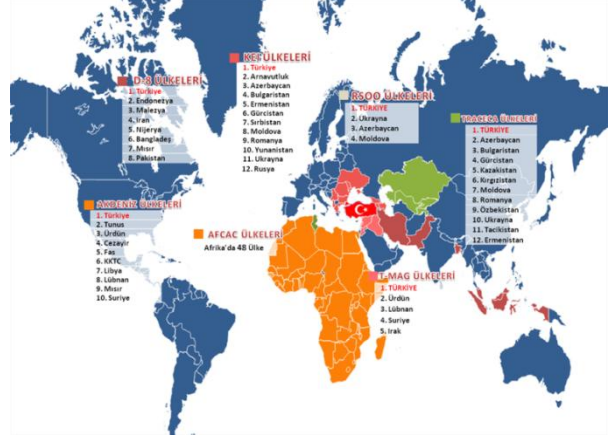 D-8 ÜLKELERİ
1. Türkiye
2. Endonezya
3. Malezya
4. İran
5. Nijerya
6. Bangladeş
7. Mısır
8. Pakistan
KEİ ÜLKELERİ
1. Türkiye
2. Arnavutluk
3. Azerbaycan
4. Bulgaristan
5. Ermenistan
6. Gürcistan
7. Sırbistan
8. Moldova
9. Romanya
10. Yunanistan
11. Ukrayna
12. Rusya
RSOO ÜLKELERİ
1. TÜRKİYE
2. Ukrayna
3. Azerbaycan
4. Moldova
TRACECA ÜLKELERİ
1. TÜRKİYE
2. Azerbaycan
3. Bulgaristan
4. Gürcistan
5. Kazakistan
6. Kırgızistan
7. Moldova
8. Romanya
9. Özbekistan
10. Ukrayna
11. Tacikistan
12. Ermenistan
AKDENİZ ÜLKELERİ
1. Türkiye
2. Tunus
3. Ürdün
4. Cezayir
5. Fas
6. KKTC
7. Libya
8. Lübnan
9. Mısır
10. Suriye
AFCAC ÜLKELERİ
Afrika'da 48 Ülke
T-MAG ÜLKELERİ
1. TÜRKİYE
2. Ürdün
3. Lübnan
4. Suriye
5. Irak